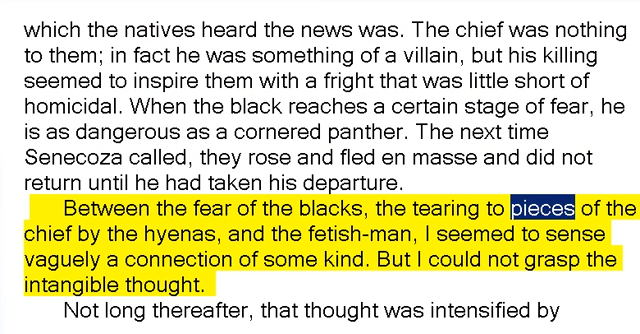 which the natives heard the news was. The chief was nothing
to them; in fact he was something of a villain, but his killing
seemed to inspire them with a fright that was little short of
homicidal. When the black reaches a certain stage of fear, he
is as dangerous as a cornered panther. The next time
Senecoza called, they rose and fled en masse and did not
return until he had taken his departure.
Between the fear of the blacks, the tearing to pieces of the
chief by the hyenas, and the fetish-man, I seemed to sense
vaguely a connection of some kind. But I could not grasp the
intangible thought.
Not long thereafter, that thought was intensified by